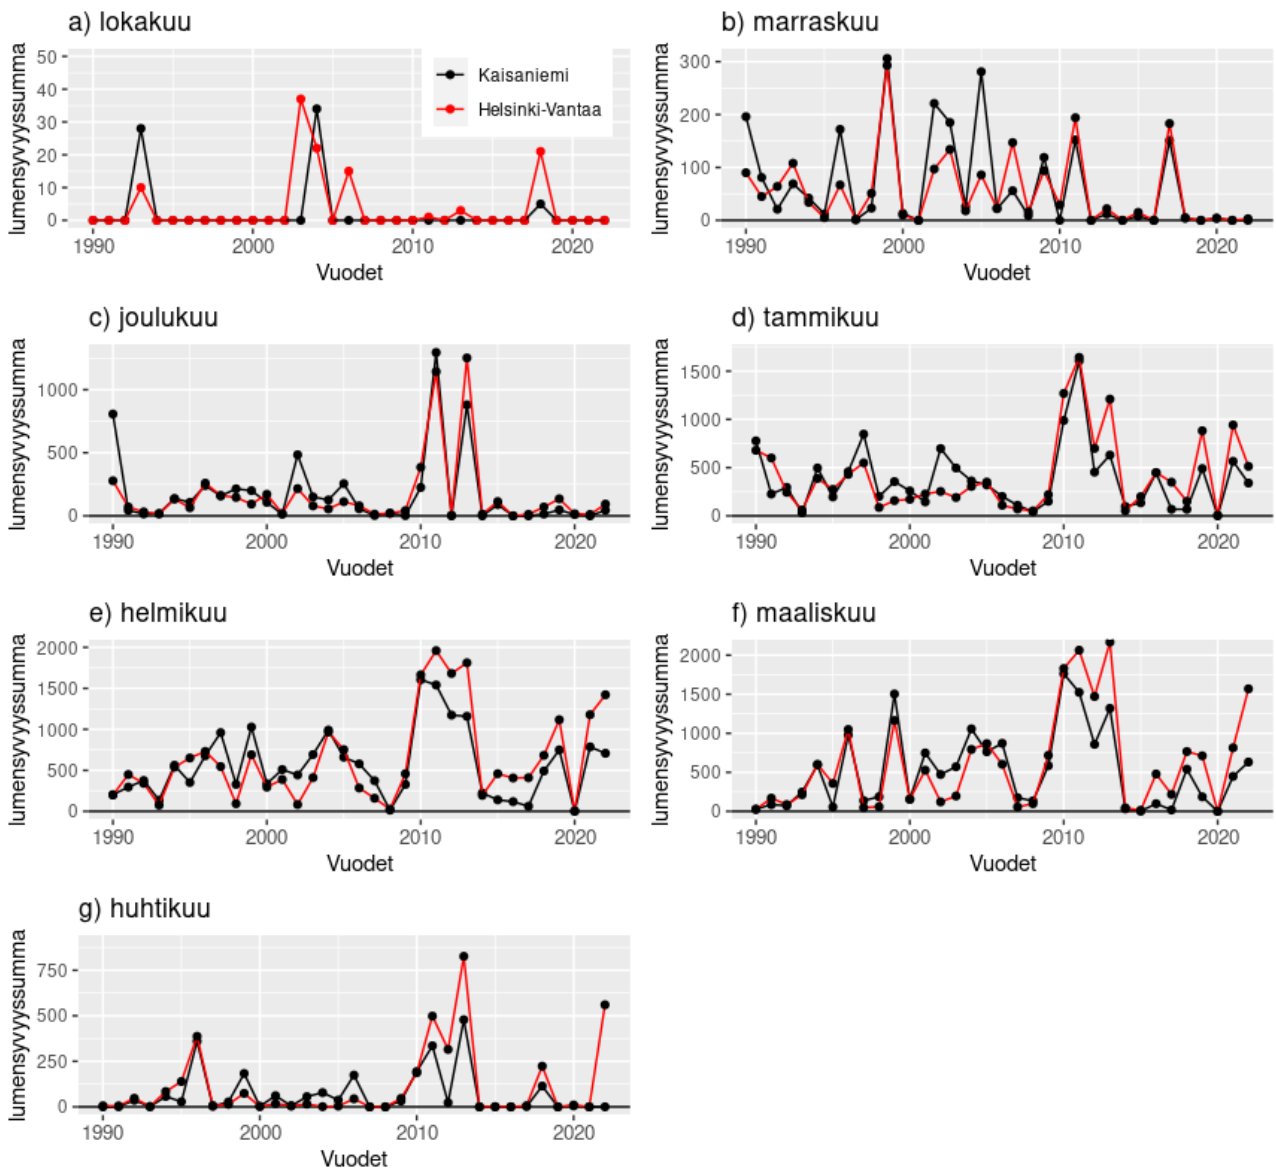 a) lokakuu
lumensyvyyssumma
50
40
30
20
10
0
Kaisaniemi
Helsinki-Vantaa
1990
2000
2010
2020
Vuodet
b) marraskuu
lumensyvyyssumma
300
200
100
0
1990
2000
2010
2020
Vuodet
c) joulukuu
lumensyvyyssumma
1000
500
0
1990
2000
2010
2020
Vuodet
d) tammikuu
lumensyvyyssumma
1500
1000
500
0
1990
2000
2010
2020
Vuodet
e) helmikuu
lumensyvyyssumma
2000
1500
1000
500
0
1990
2000
2010
2020
Vuodet
f) maaliskuu
lumensyvyyssumma
2000
1500
1000
500
0
1990
2000
2010
2020
Vuodet
g) huhtikuu
lumensyvyyssumma
750
500
250
0
1990
2000
2010
2020
Vuodet